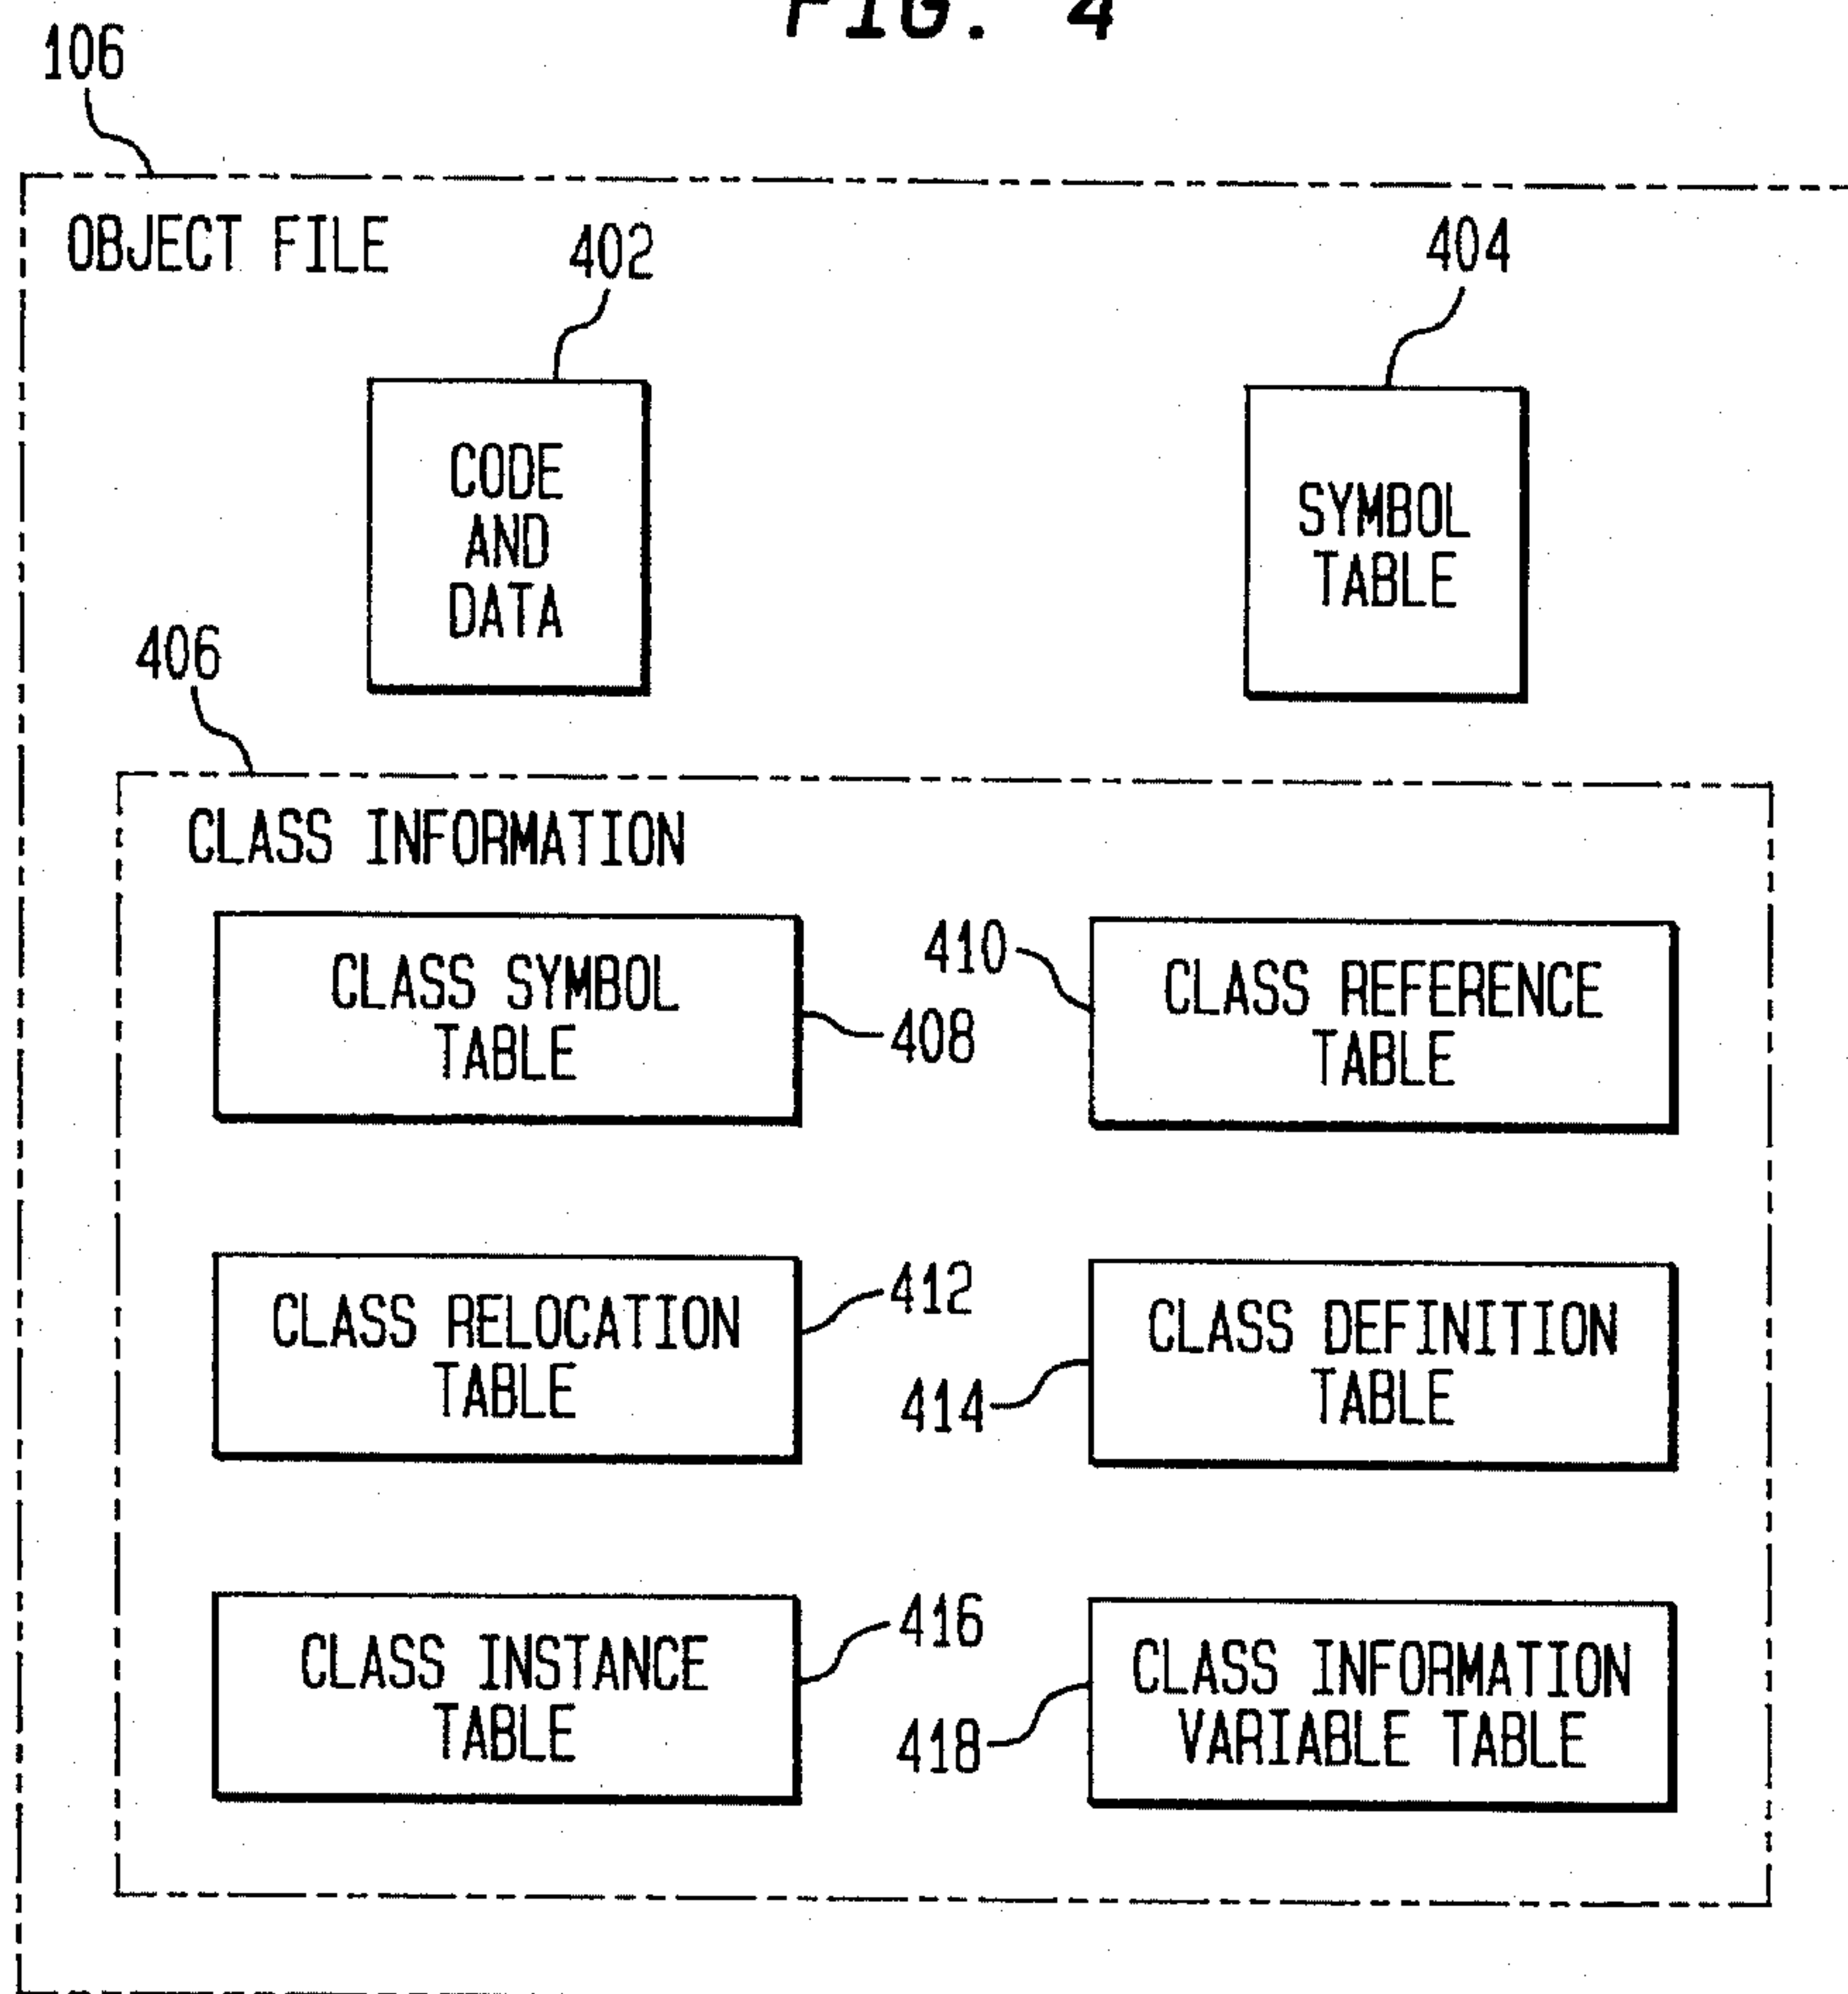 FIG. 4
106
OBJECT FILE
402
404
CODE
AND
DATA
SYMBOL
TABLE
406
CLASS INFORMATION
CLASS SYMBOL
TABLE
408
410
CLASS REFERENCE
TABLE
CLASS RELOCATION
TABLE
412
414
CLASS DEFINITION
TABLE
CLASS INSTANCE
TABLE
416
418
CLASS INFORMATION
VARIABLE TABLE